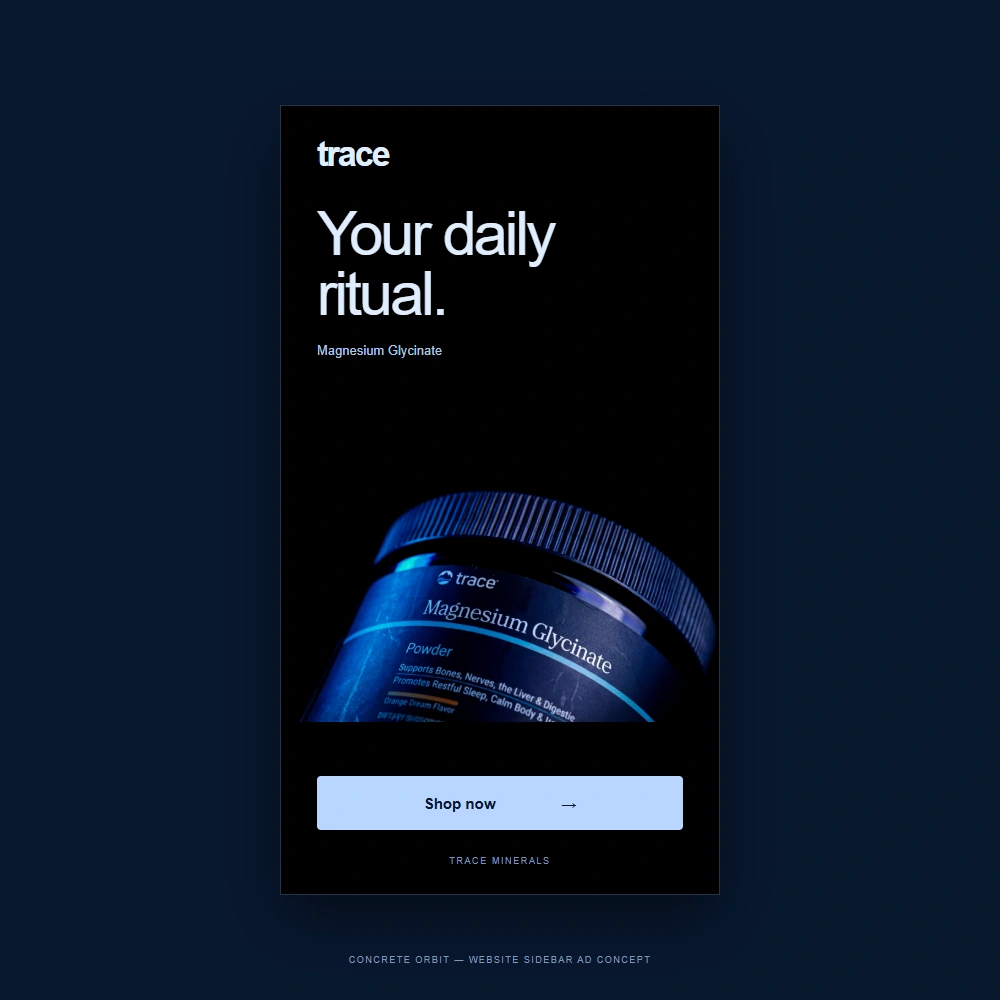 trace
Your daily
ritual.
Magnesium Glycinate
trace
Magnesium Glycinate
Powder
Supports Bones, Nerves, the Liver &
Promotes Restful Sleep, Calm Body &
Orange Dream Flavor
Shop now →
TRACE MINERALS
CONCRETE ORBIT — WEBSITE SIDEBAR AD CONCEPT